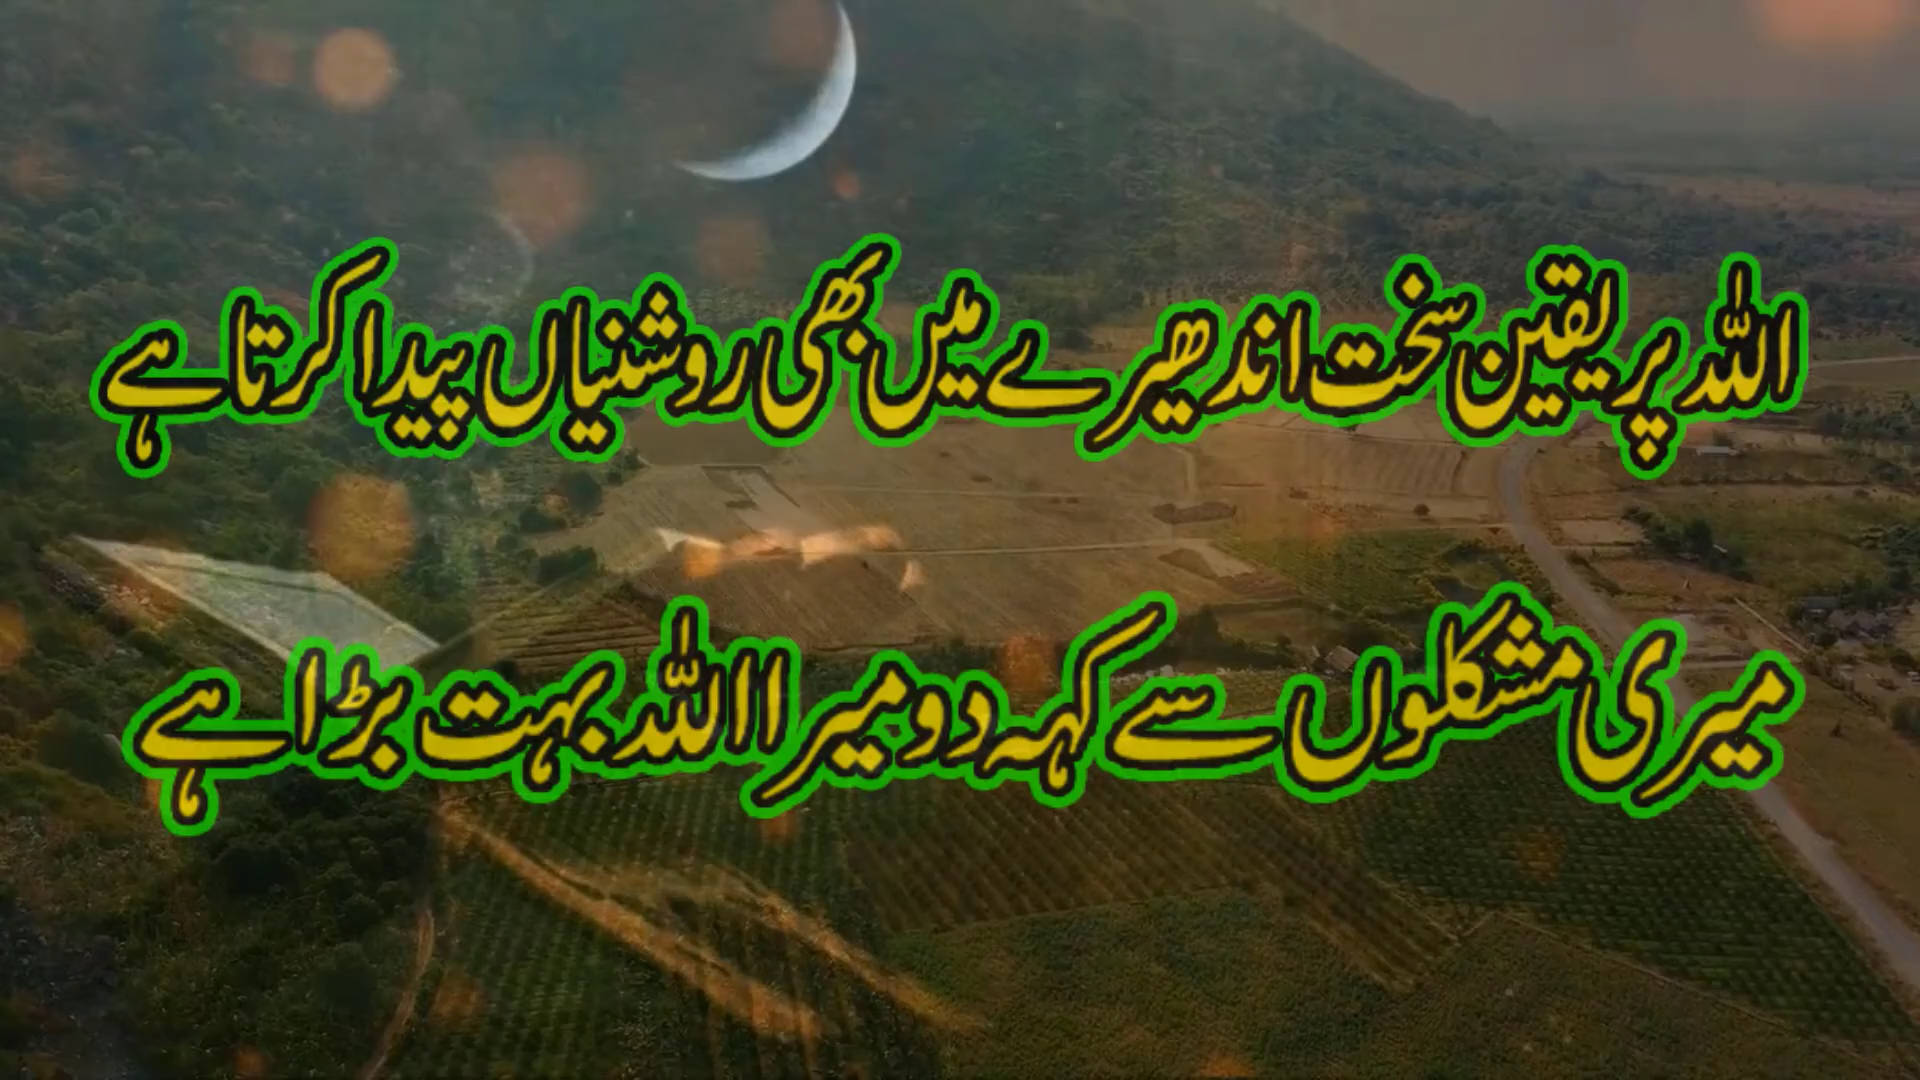 اللہ پر یقین سخت اندھیرے میں بھی روشنیاں پیدا کرتا ہے
میری مشکلوں سے کہہ دو میرا اللہ بہت بڑا ہے